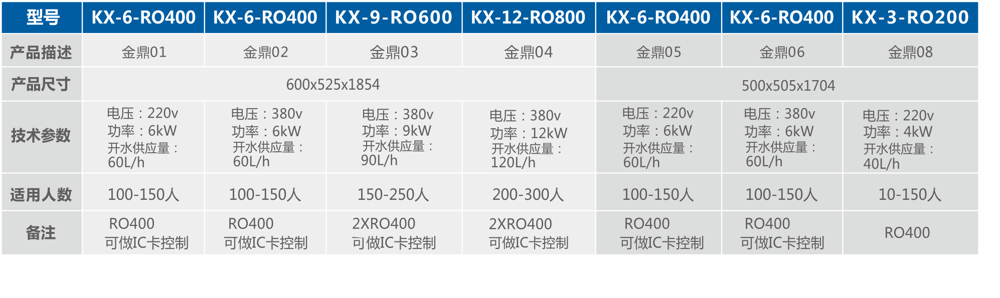 型号 KX-6-RO400 KX-6-RO400 KX-9-RO600 KX-12-RO800 KX-6-RO400 KX-6-RO400 KX-3-RO200
产品描述 金鼎01 金鼎02 金鼎03 金鼎04 金鼎05 金鼎06 金鼎08
产品尺寸 600x525x1854 500x505x1704
技术参数
电压：220v 电压：380v 电压：380v 电压：380v 电压：220v 电压：380v 电压：220v
功率：6kW 功率：6kW 功率：9kW 功率：12kW 功率：6kW 功率：6kW 功率：4kW
开水供应量： 开水供应量： 开水供应量： 开水供应量： 开水供应量： 开水供应量： 开水供应量：
60L/h 60L/h 90L/h 120L/h 60L/h 60L/h 40L/h
适用人数 100-150人 100-150人 150-250人 200-300人 100-150人 100-150人 10-150人
备注
RO400 RO400 2XRO400 2XRO400 RO400 RO400 RO400
可做IC卡控制 可做IC卡控制 可做IC卡控制 可做IC卡控制 可做IC卡控制 可做IC卡控制